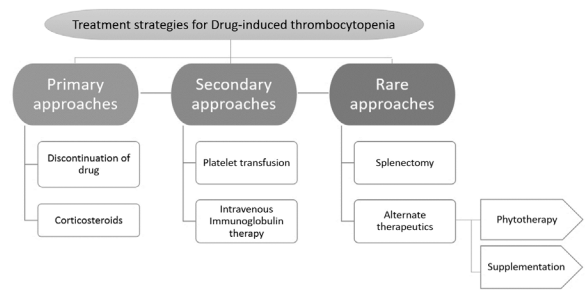 Treatment strategies for Drug-induced thrombocytopenia
Primary
approaches
Secondary
approaches
Rare
approaches
Discontinuation of
drug
Corticosteroids
Platelet transfusion
Intravenous
Immunoglobulin
therapy
Splenectomy
Alternate
therapeutics
Phytotherapy
Supplementation